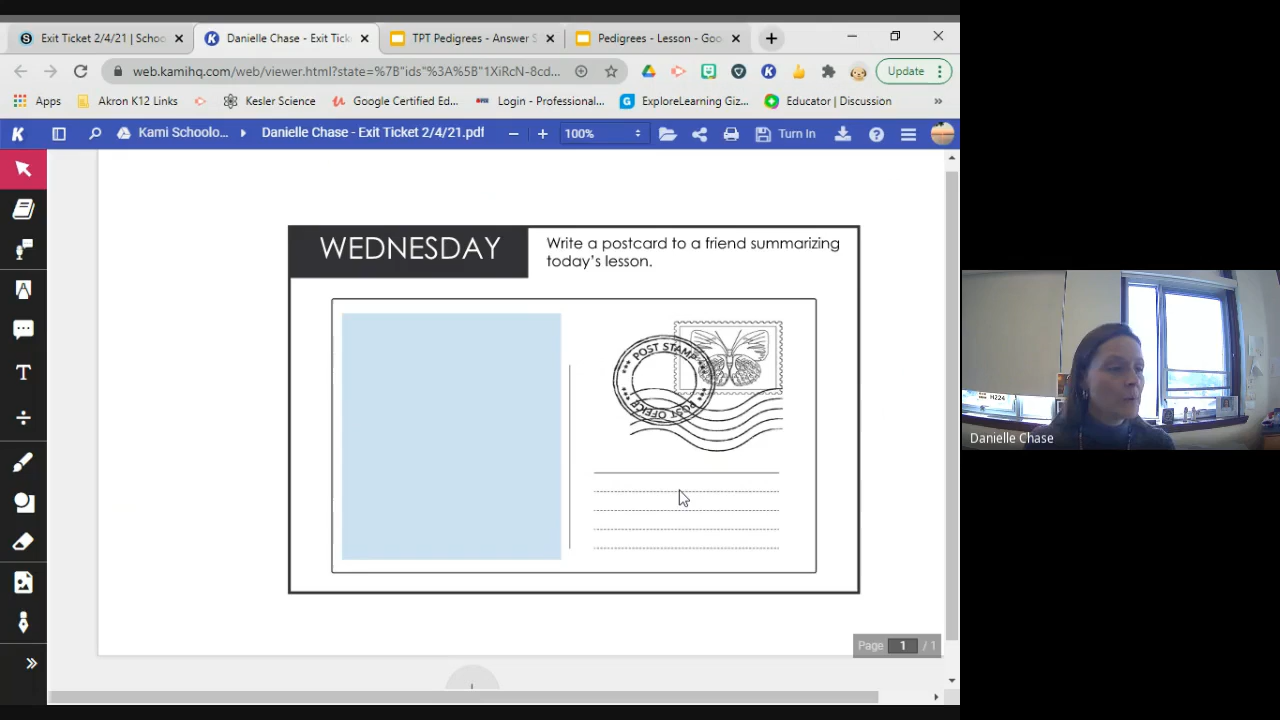 Exit Ticket 2/4/21 | Schoo
Danielle Chase - Exit Tick
TPT Pedigrees - Answer S
Pedigrees - Lesson - Goo
web.kamihq.com/web/viewer.html?state=%7B"ids"%3A%5B"1XiRcN-8cd...
Update
Apps
Akron K12 Links
Kesler Science
Google Certified Ed...
Login - Professional...
ExploreLearning Giz...
Educator | Discussion
Kami Schoolo...
Danielle Chase - Exit Ticket 2/4/21.pdf
100%
Turn In
WEDNESDAY
Write a postcard to a friend summarizing
today's lesson.
POST STAMP
POST OFFICE
Page 1 / 1
H224
Danielle Chase